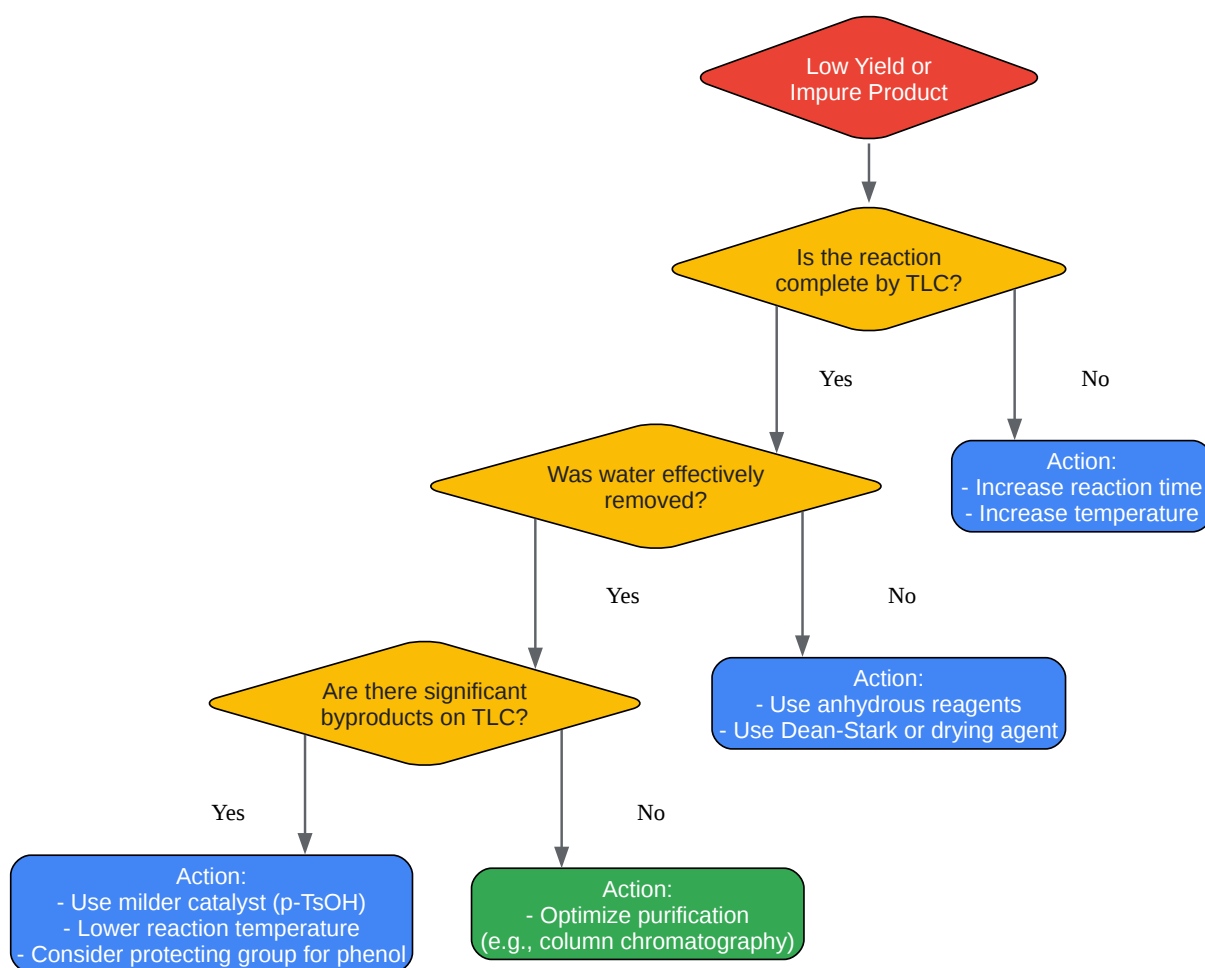 Low Yield or
Impure Product
Is the reaction
complete by TLC?
Yes
No
Was water effectively
removed?
Action:
- Increase reaction time
- Increase temperature
Yes
No
Are there significant
byproducts on TLC?
Action:
- Use anhydrous reagents
- Use Dean-Stark or drying agent
Yes
No
Action:
- Use milder catalyst (p-TsOH)
- Lower reaction temperature
- Consider protecting group for phenol
Action:
- Optimize purification
(e.g., column chromatography)